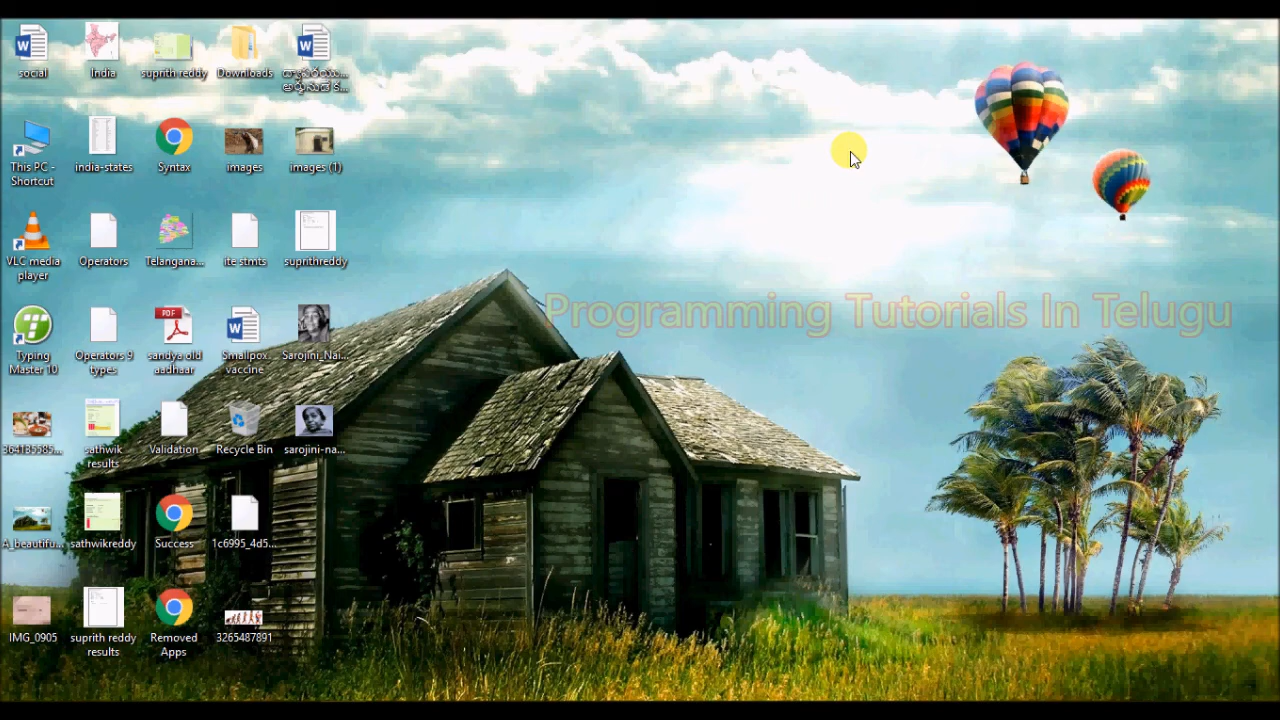 social
India
suprith reddy
Downloads
This PC - Shortcut
india-states
Syntax
images
images (1)
VLC media player
Operators
Telangana...
ite stmts
suprithreddy
Programming Tutorials In Telugu
Typing Master 10
Operators 9 types
sandya old aadhaar
Smallpox vaccine
Sarojini_Nai...
sathwik results
Validation
Recycle Bin
sarojini-na...
A_beautifu...
sathwikreddy
Success
1c6995_4d5...
IMG_0905
suprith reddy results
Removed Apps
3265487891